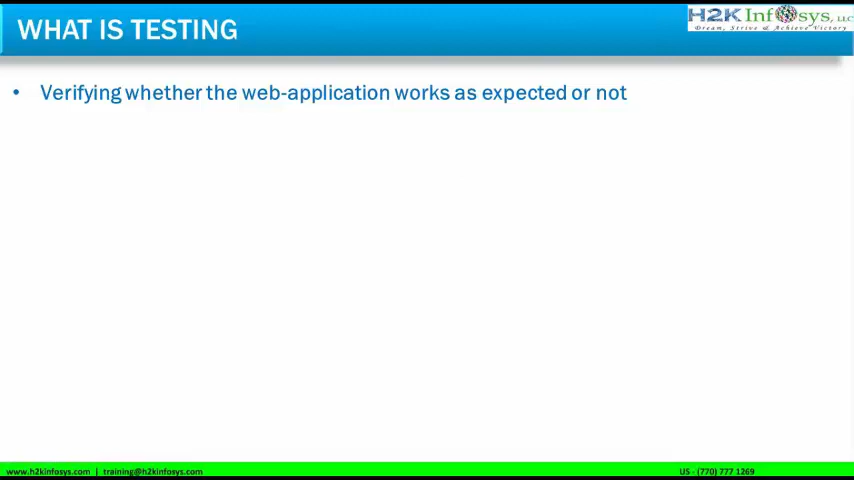 WHAT IS TESTING
H2K Infosys, LLC
Dream, Strive & Achieve Victory
• Verifying whether the web-application works as expected or not
www.h2kinfosys.com | training@h2kinfosys.com
US - (770) 777 1269